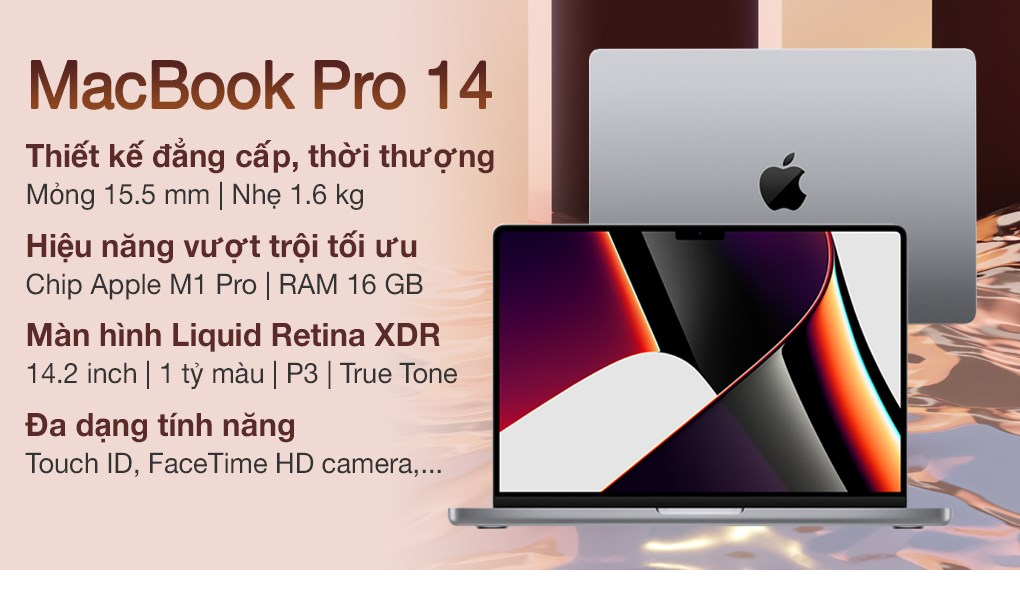 MacBook Pro 14
Thiết kế đẳng cấp, thời thượng
Mỏng 15.5 mm | Nhẹ 1.6 kg
Hiệu năng vượt trội tối ưu
Chip Apple M1 Pro | RAM 16 GB
Màn hình Liquid Retina XDR
14.2 inch | 1 tỷ màu | P3 | True Tone
Đa dạng tính năng
Touch ID, FaceTime HD camera,...